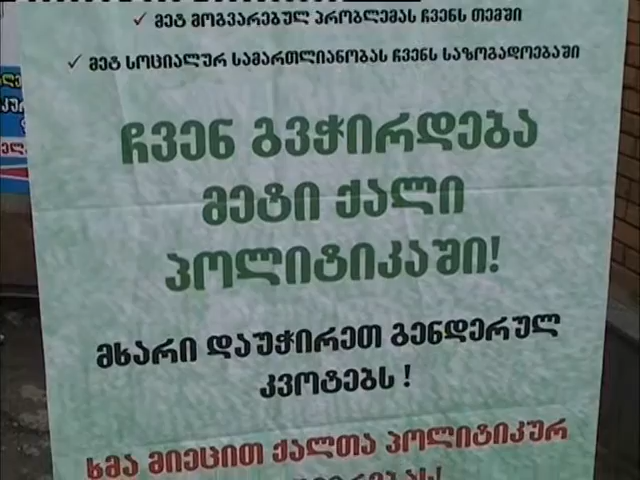 ✓ მეტ მოგვარებულ პრობლემას ჩვენს თემში
✓ მეტ სოციალურ სამართლიანობას ჩვენს საზოგადოებაში
ჩვენ გვჭირდება
მეტი ქალი
პოლიტიკაში!
მხარი დაუჭირეთ გენდერულ
კვოტებს !
ხმა მიეცით ქალთა პოლიტიკურ